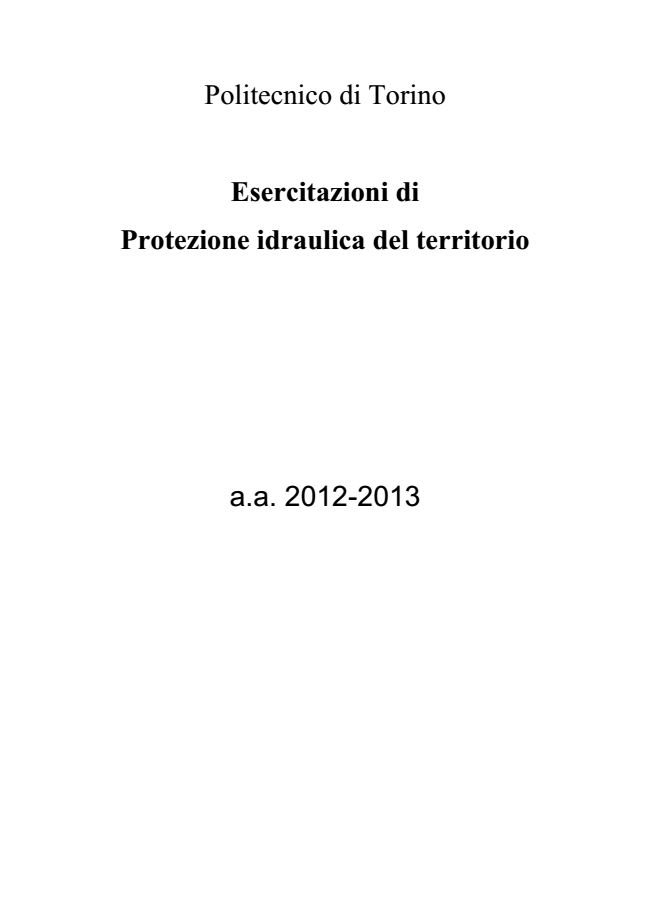 Politecnico di Torino
Esercitazioni di
Protezione idraulica del territorio
a.a. 2012-2013